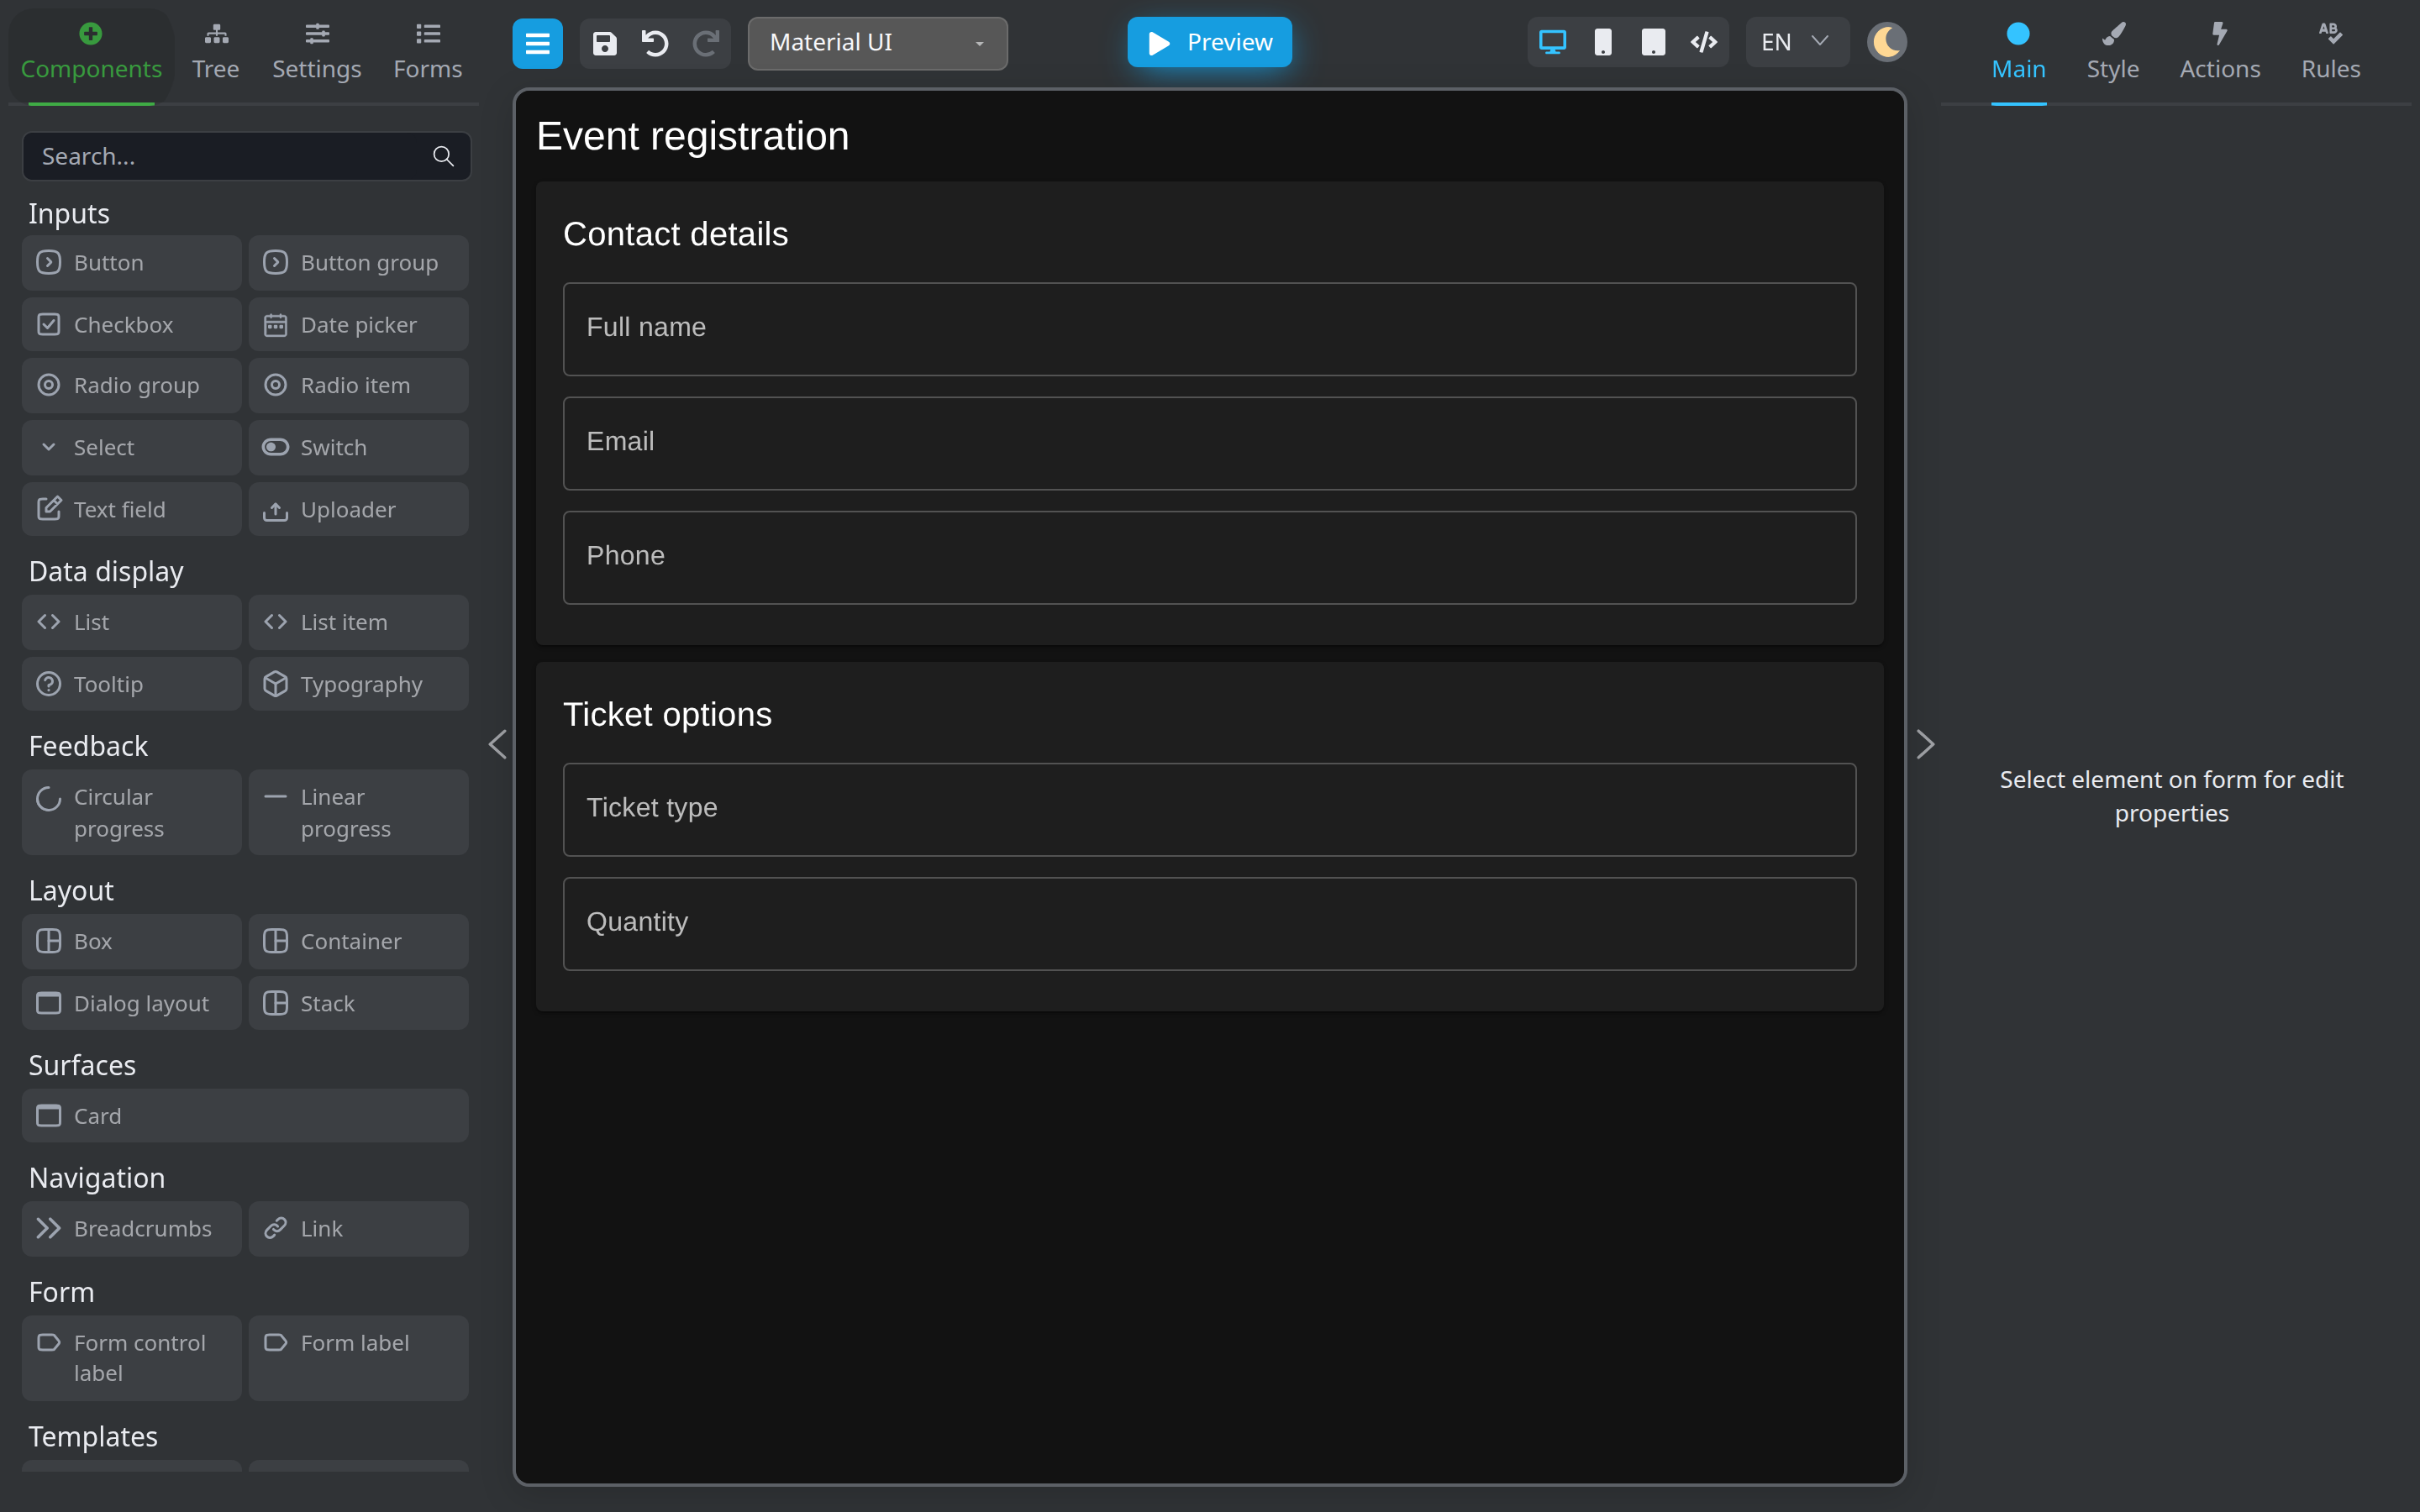 Components
Tree
Settings
Forms
Material UI
Preview
EN
Main
Style
Actions
AB
Rules
Search...
Inputs
Button
Button group
Checkbox
Date picker
Radio group
Radio item
Select
Switch
Text field
Uploader
Data display
List
List item
Tooltip
Typography
Feedback
Circular
progress
Linear
progress
Layout
Box
Container
Dialog layout
Stack
Surfaces
Card
Navigation
Breadcrumbs
Link
Form
Form control
label
Form label
Templates
Event registration
Contact details
Full name
Email
Phone
Ticket options
Ticket type
Quantity
Select element on form for edit
properties